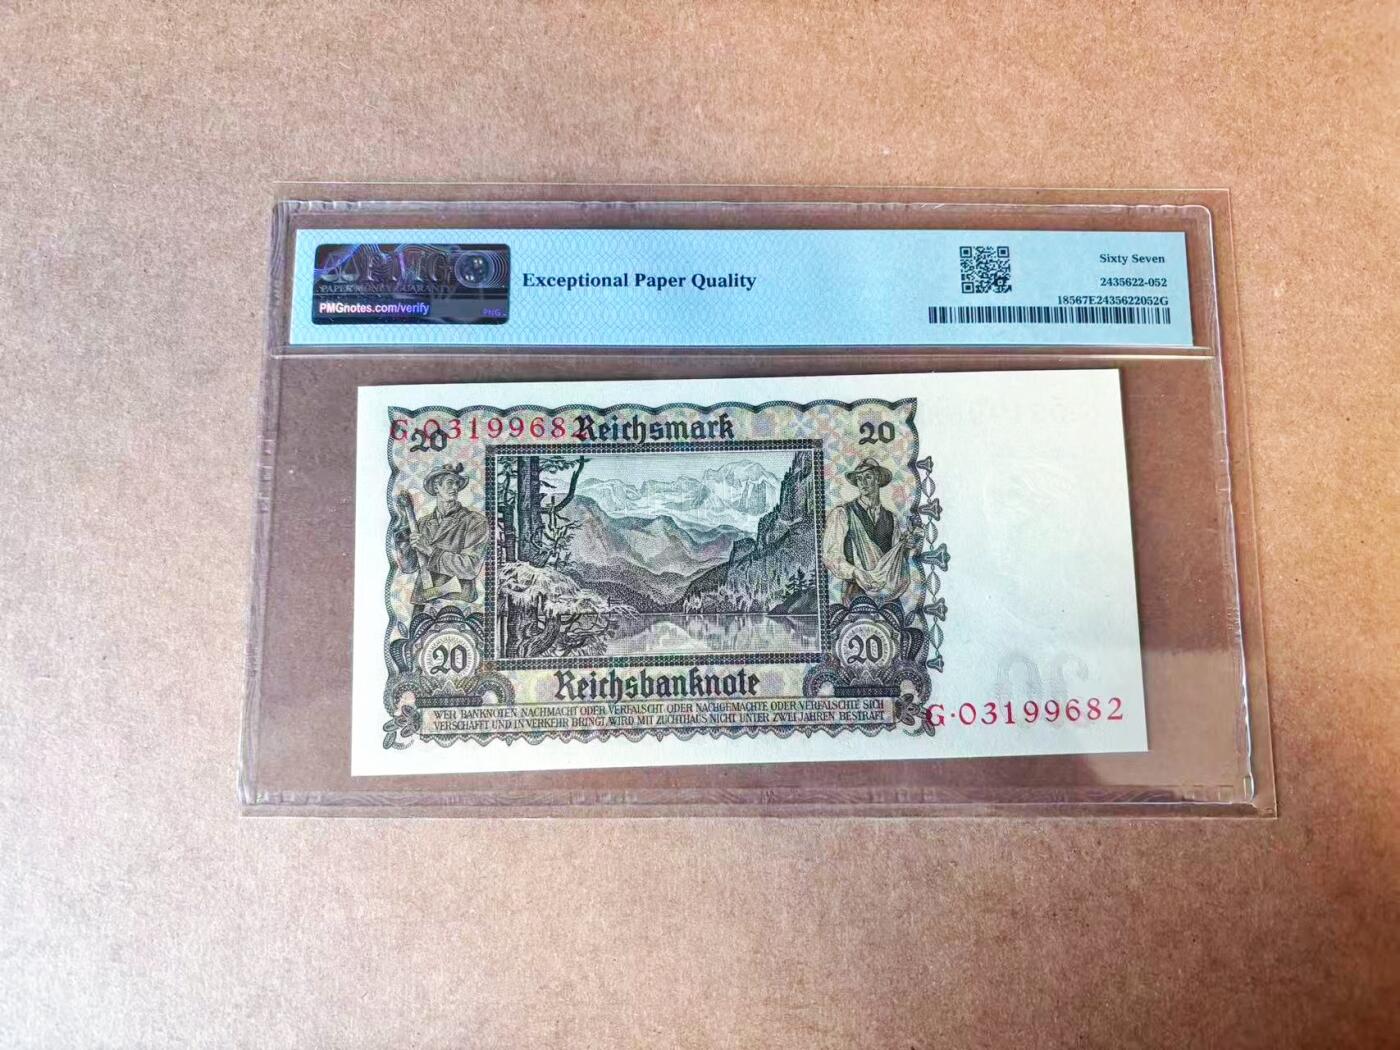 PMG
PAPER MONEY GUARANTY
PMGnotes.com/verify
PNG
Exceptional Paper Quality
Sixty Seven
2435622-052
18567E2435622052G
G·03199682
20
Reichsmark
20
20
20
Reichsbanknote
WER BANKNOTEN NACHMACHT ODER VERFÄLSCHT ODER NACHGEMACHTE ODER VERFÄLSCHTE SICH
VERSCHAFFT UND IN VERKEHR BRINGT, WIRD MIT ZUCHTHAUS NICHT UNTER ZWEI JAHREN BESTRAFT
G·03199682